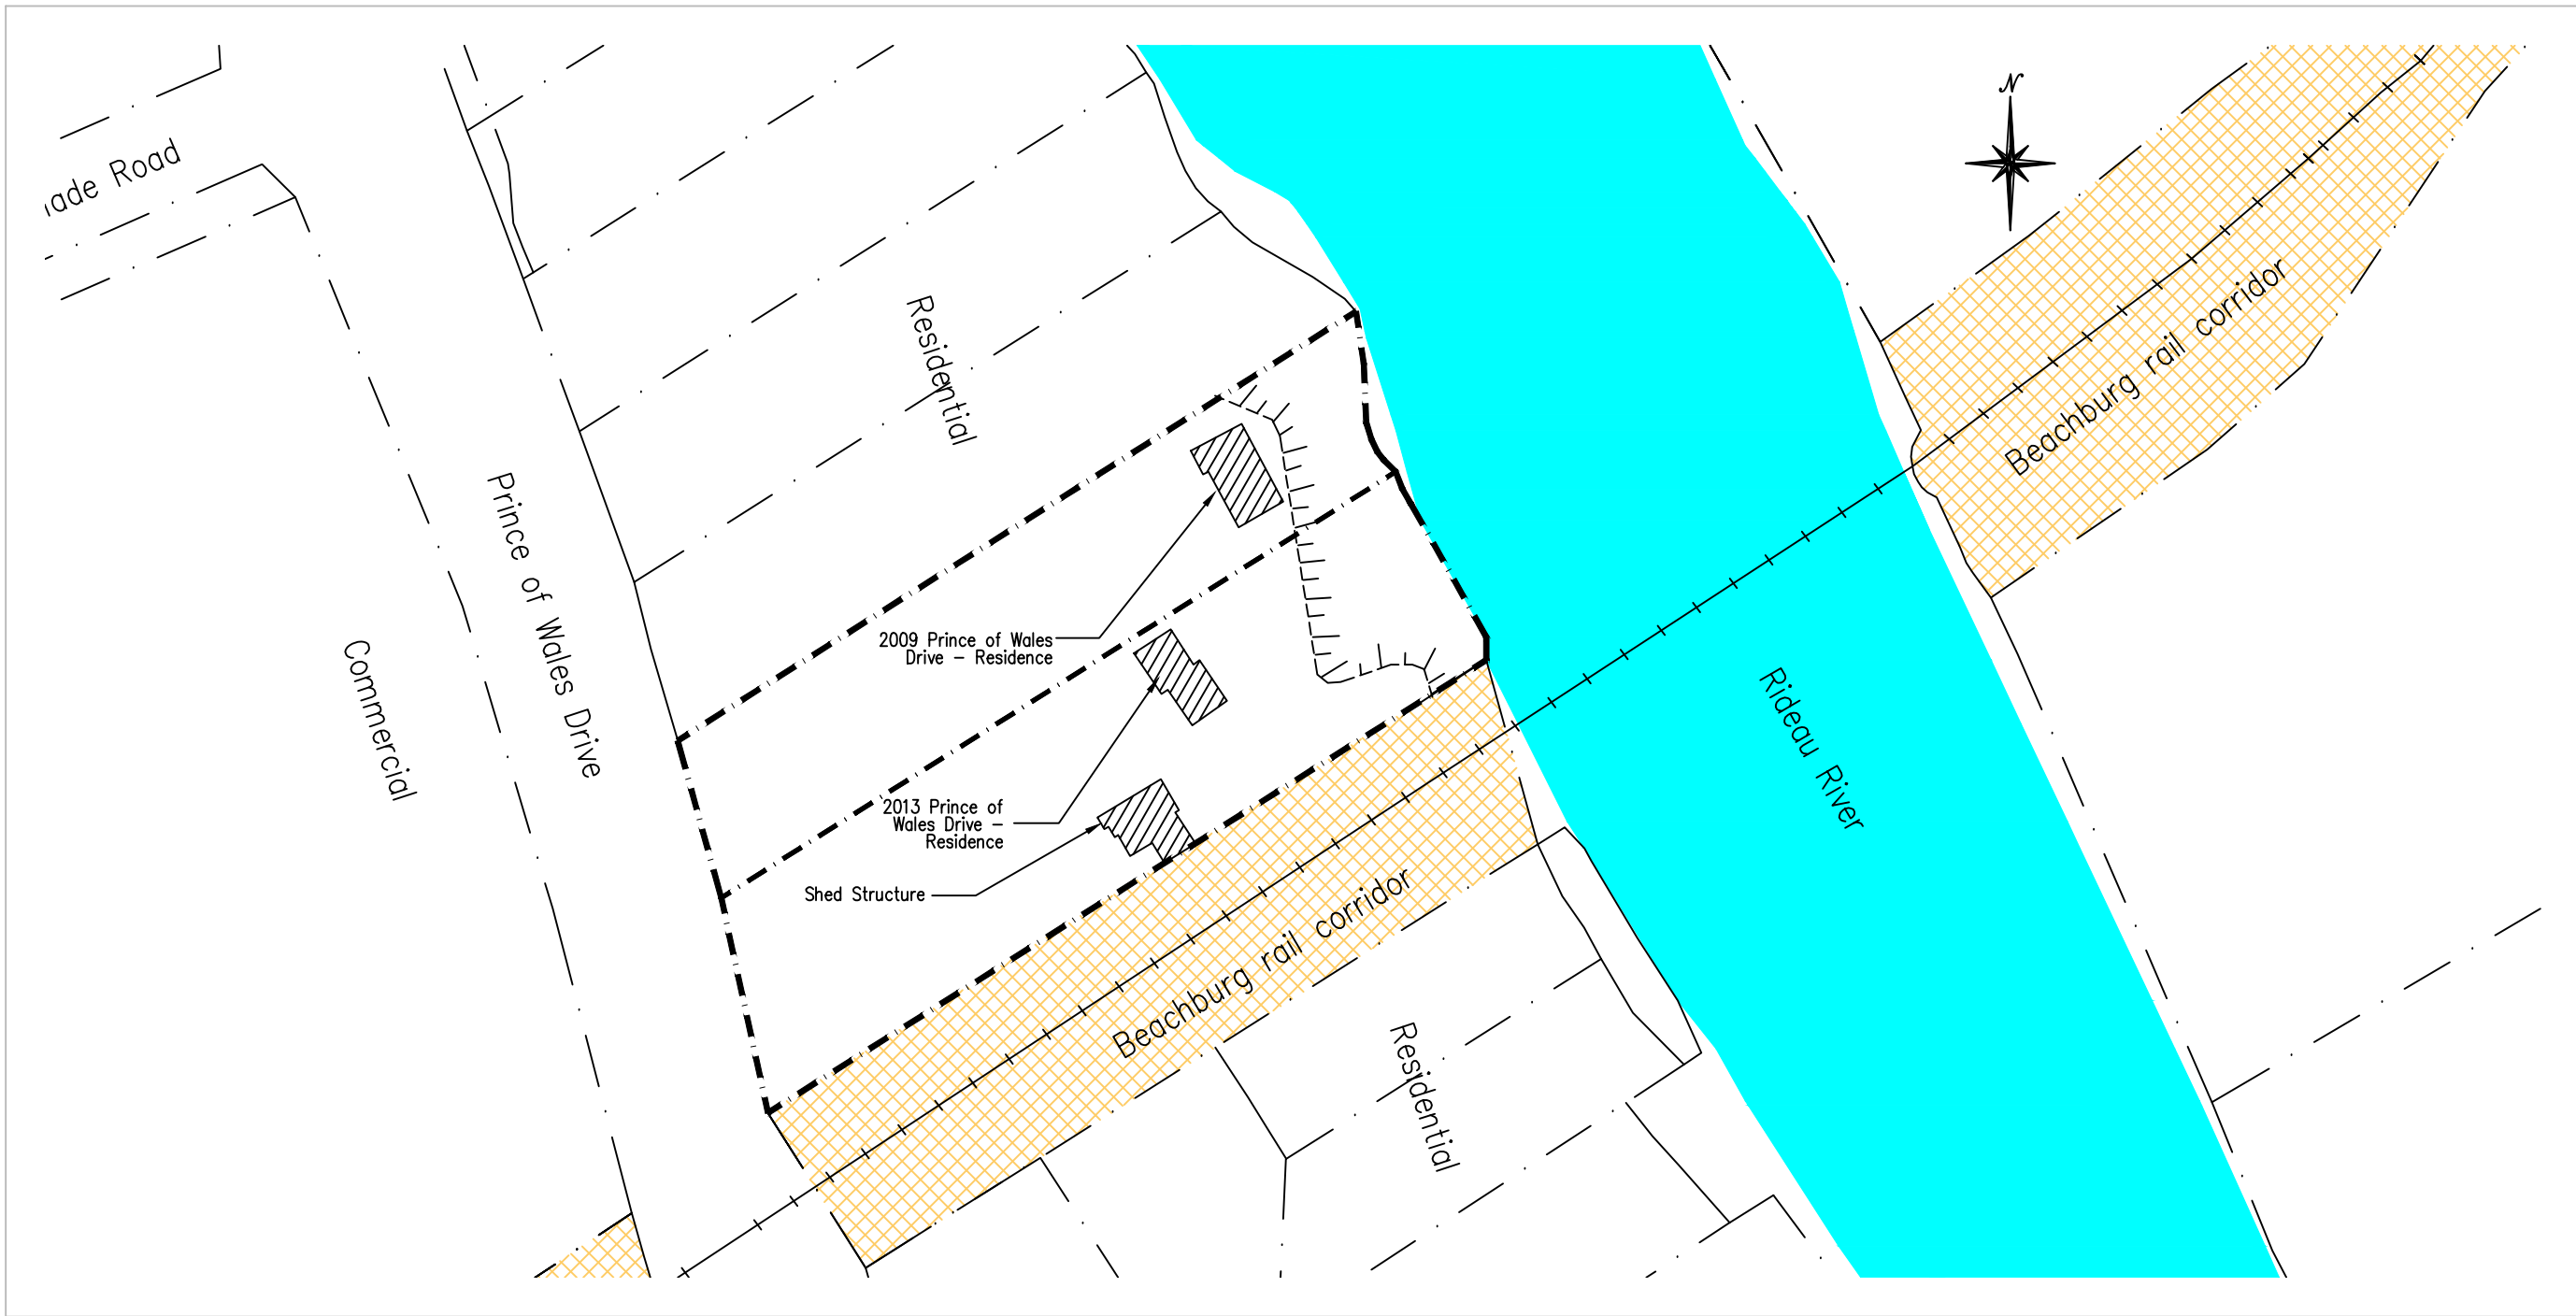 N
Road
Residential
Beachburg rail corridor
Prince of Wales Drive
Commercial
2009 Prince of Wales
Drive – Residence
Rideau River
2013 Prince of
Wales Drive –
Residence
Shed Structure
Beachburg rail corridor
Residential